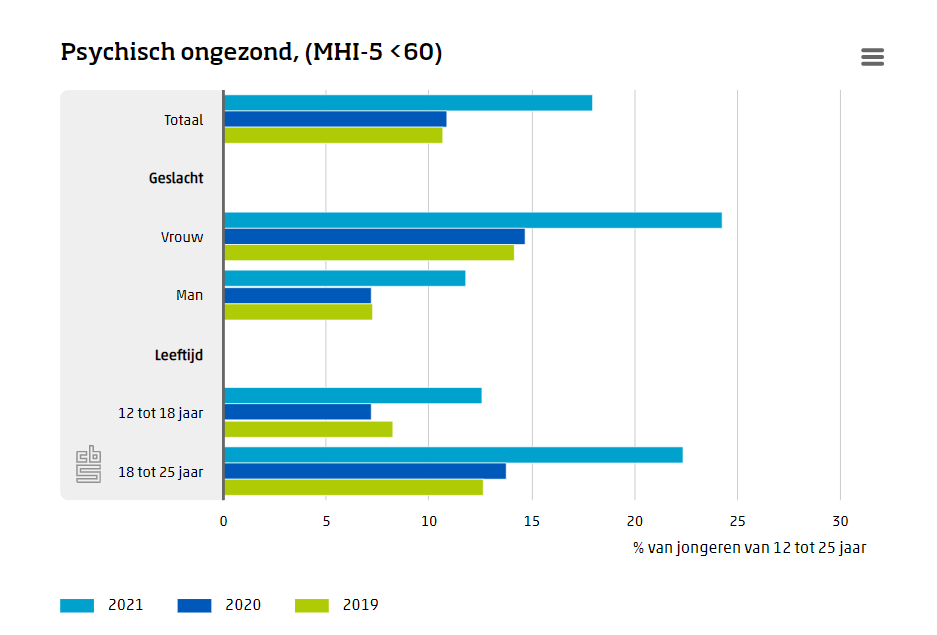 Psychisch ongezond, (MHI-5 <60)
Totaal
Geslacht
Vrouw
Man
Leeftijd
12 tot 18 jaar
cbs
18 tot 25 jaar
0 5 10 15 20 25 30
% van jongeren van 12 tot 25 jaar
2021 2020 2019